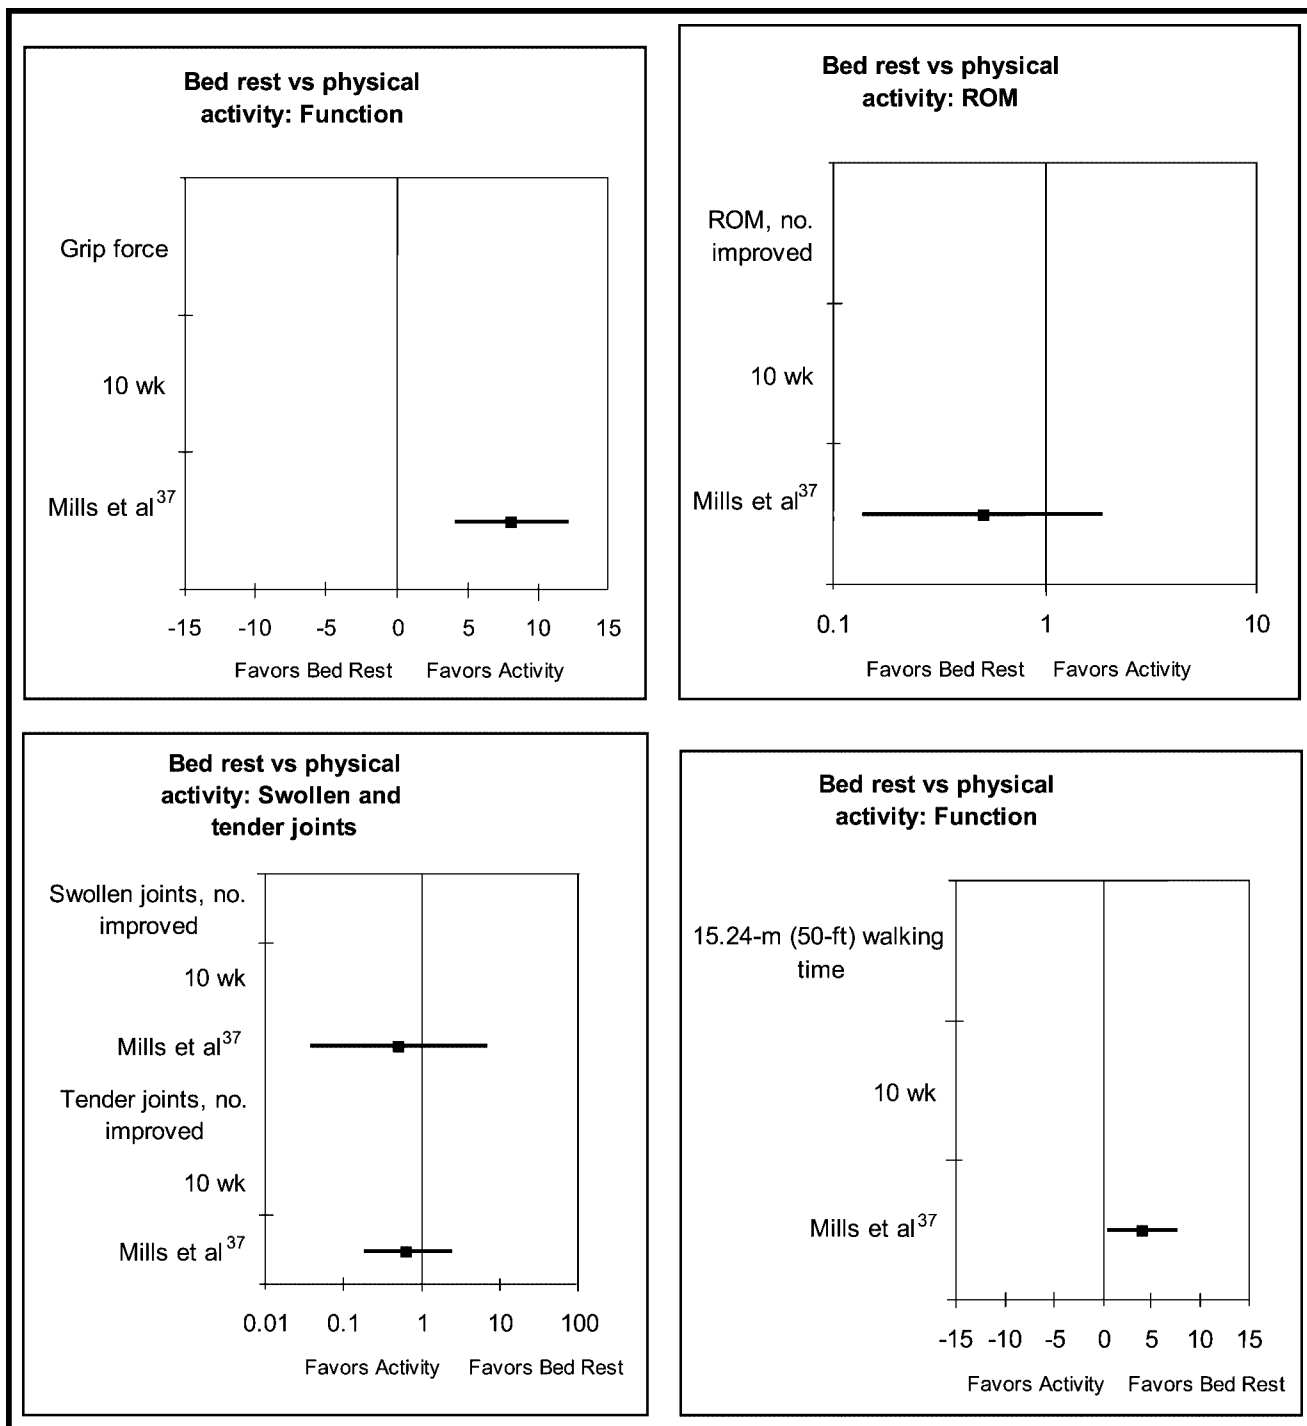 Bed rest vs physical
activity: Function
Grip force
10 wk
Mills et al37
-15 -10 -5 0 5 10 15
Favors Bed Rest Favors Activity
Bed rest vs physical
activity: ROM
ROM, no.
improved
10 wk
Mills et al37
0.1 1 10
Favors Bed Rest Favors Activity
Bed rest vs physical
activity: Swollen and
tender joints
Swollen joints, no.
improved
10 wk
Mills et al37
Tender joints, no.
improved
10 wk
Mills et al37
0.01 0.1 1 10 100
Favors Activity Favors Bed Rest
Bed rest vs physical
activity: Function
15.24-m (50-ft) walking
time
10 wk
Mills et al37
-15 -10 -5 0 5 10 15
Favors Activity Favors Bed Rest